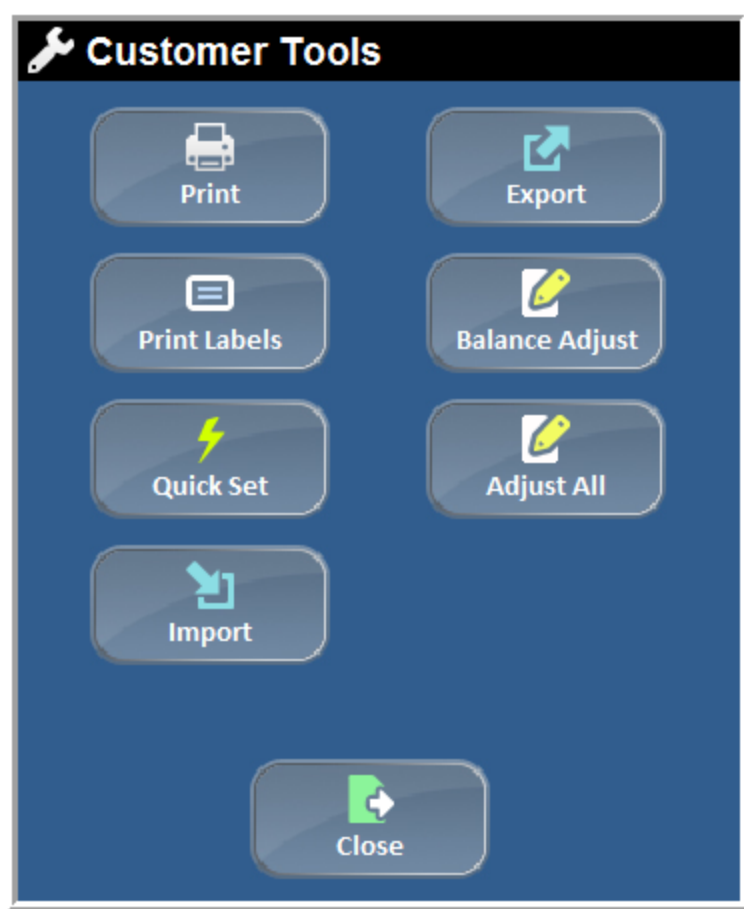 Customer Tools
Print
Export
Print Labels
Balance Adjust
Quick Set
Adjust All
Import
Close